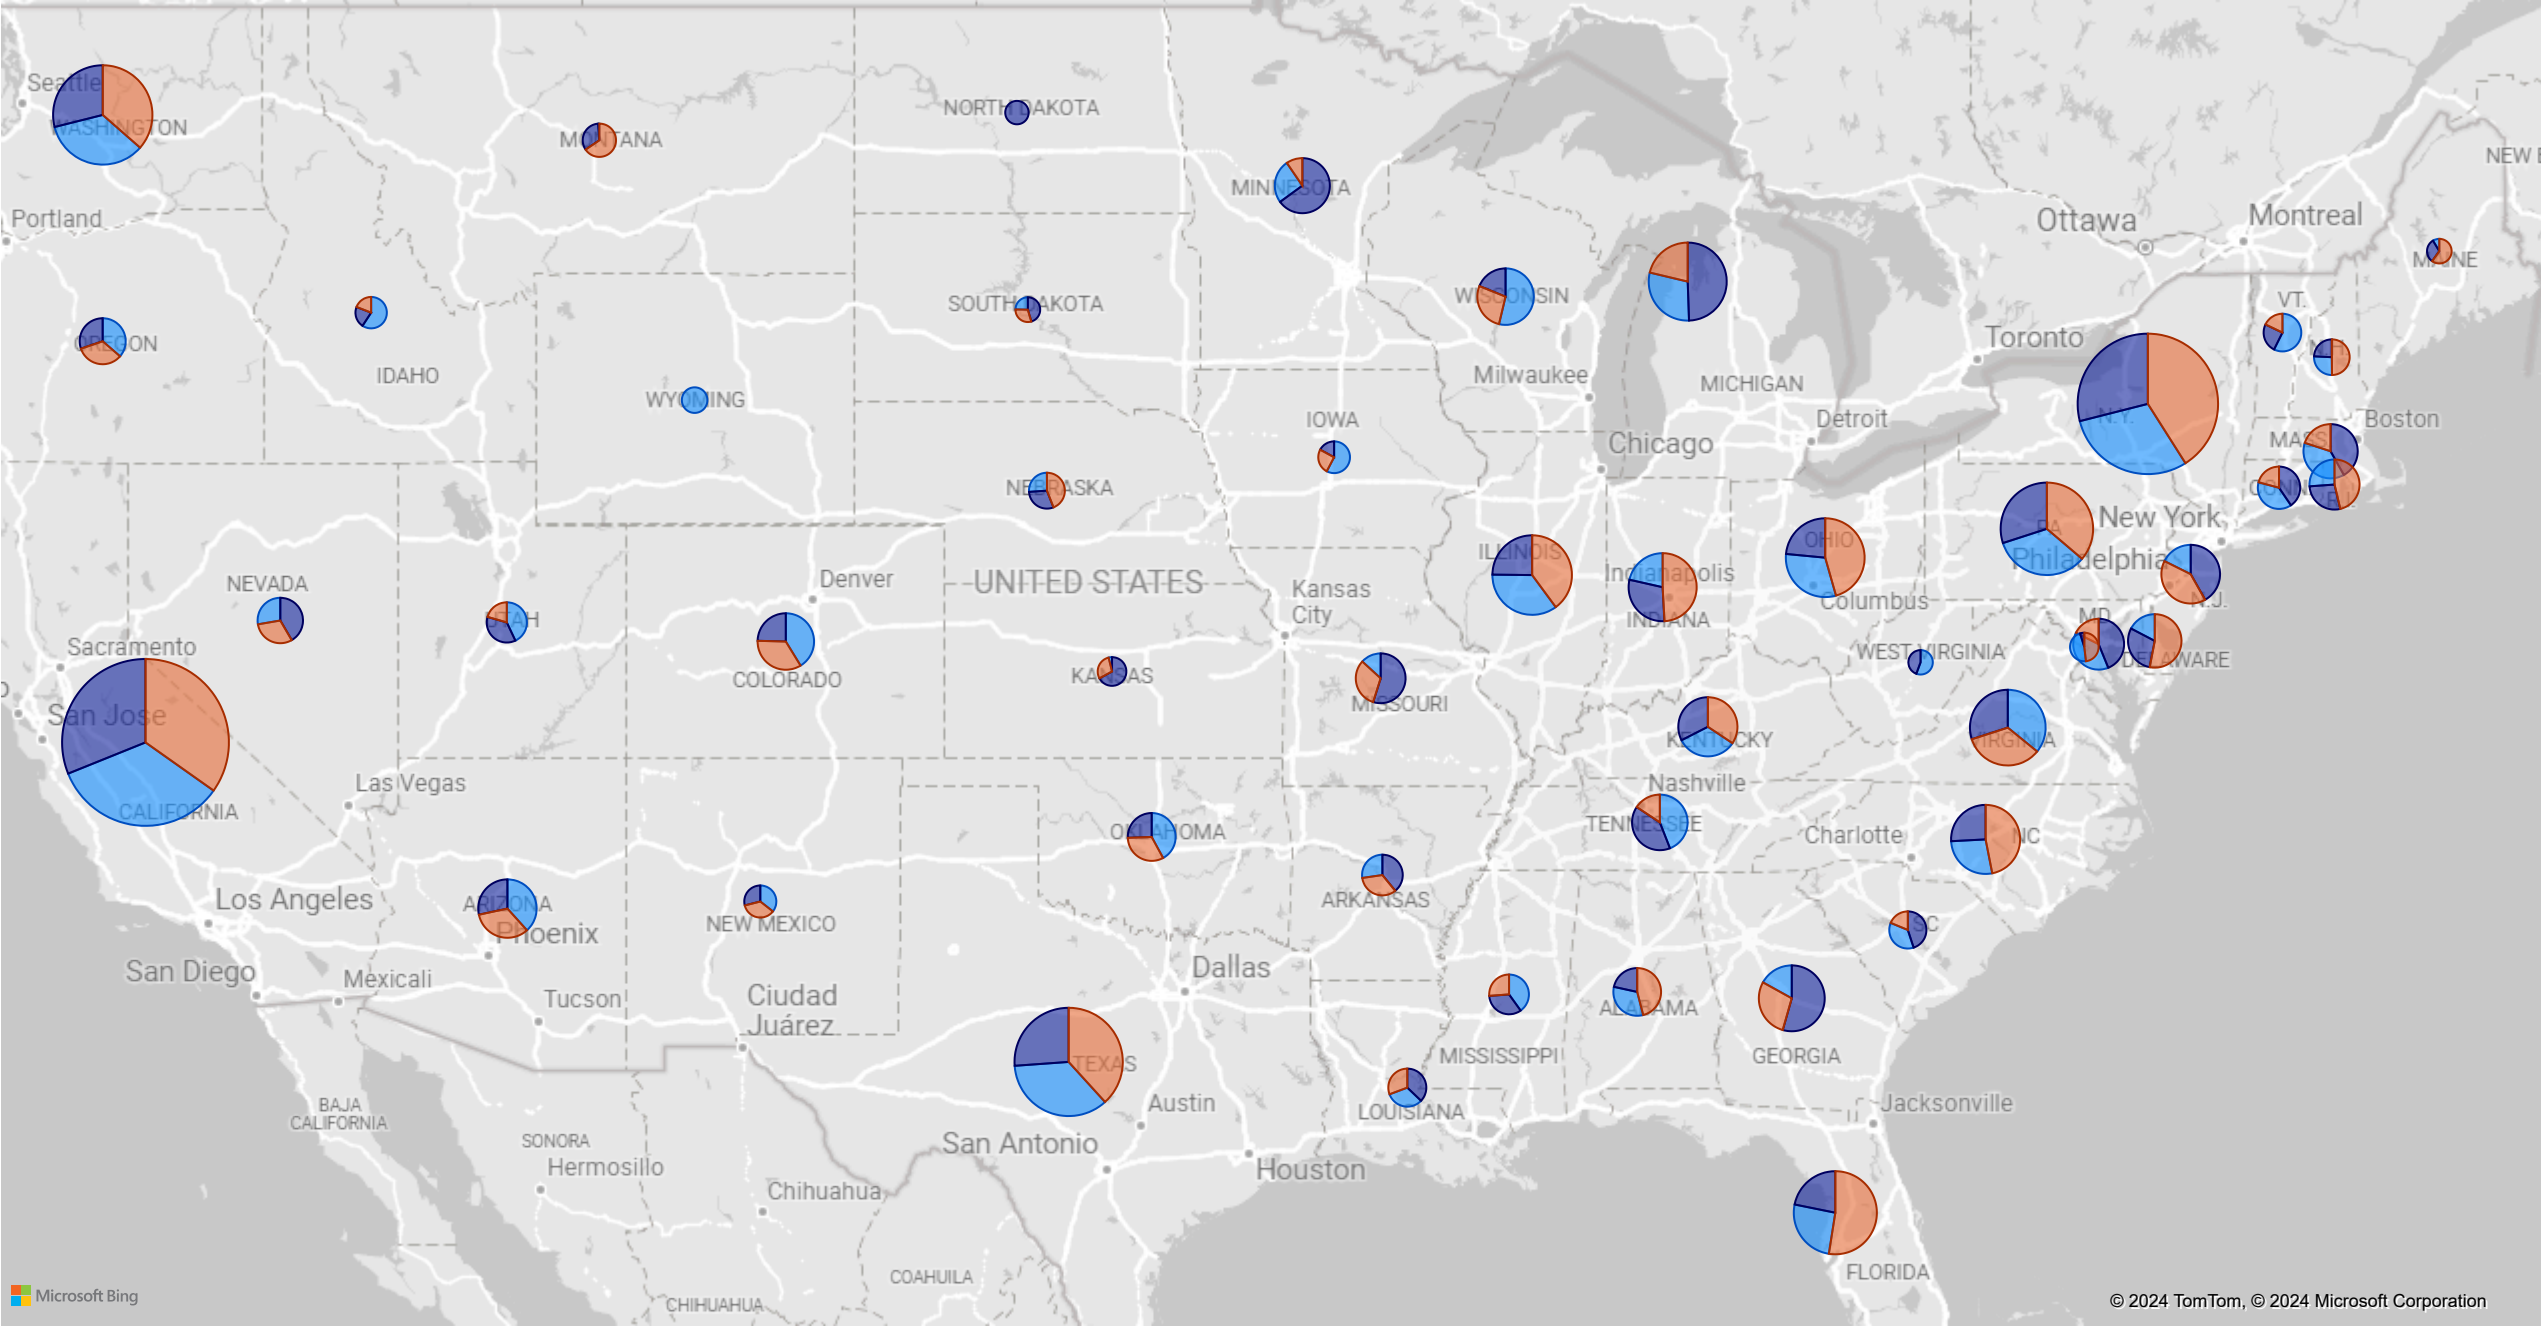 NORTH DAKOTA
Seattle
WASHINGTON
MONTANA
MINNESOTA
NEW B
Portland
Ottawa
Montreal
MAINE
OREGON
IDAHO
SOUTH DAKOTA
WISCONSIN
VT.
N.H.
Toronto
WYOMING
Milwaukee
MICHIGAN
IOWA
Detroit
N.Y.
Boston
Chicago
MASS
NEBRASKA
CONN
R.I.
New York
PA
Philadelphia
ILLINOIS
OHIO
Indianapolis
NEVADA
Denver
UNITED STATES
Kansas
City
Columbus
N.J.
INDIANA
MD
UTAH
Sacramento
COLORADO
KANSAS
WEST VIRGINIA
DELAWARE
MISSOURI
San Jose
KENTUCKY
VIRGINIA
Las Vegas
Nashville
CALIFORNIA
OKLAHOMA
TENNESSEE
Charlotte
NC
Los Angeles
ARIZONA
Phoenix
NEW MEXICO
ARKANSAS
SC
San Diego
Mexicali
Tucson
Ciudad
Juárez
Dallas
ALABAMA
MISSISSIPPI
GEORGIA
TEXAS
Austin
LOUISIANA
Jacksonville
BAJA
CALIFORNIA
SONORA
Hermosillo
San Antonio
Houston
Chihuahua
COAHUILA
FLORIDA
CHIHUAHUA
Microsoft Bing
© 2024 TomTom, © 2024 Microsoft Corporation